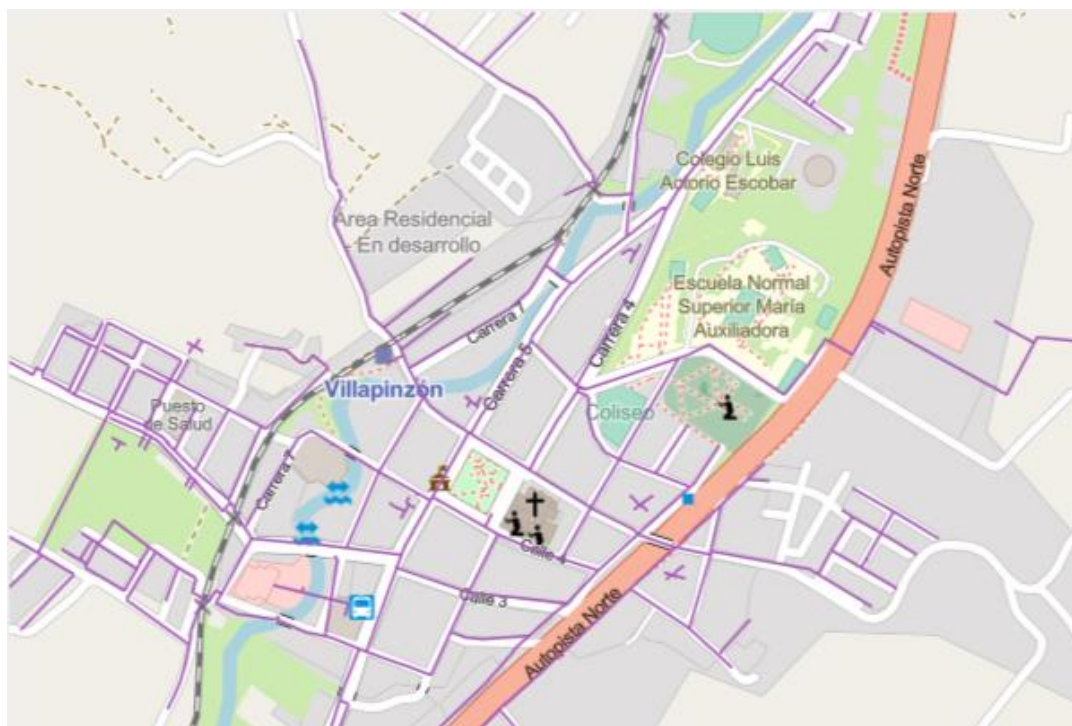 Colegio Luis
Antorio Escobar
Autopista Norte
Área Residencial
- En desarrollo
Escuela Normal
Superior María
Auxiliadora
Carrera 7
Carrera 4
Carrera 5
Villapinzón
Puesto
de Salud
Coliseo
Carrera 7
Calle 4
Calle 3
Autopista Norte